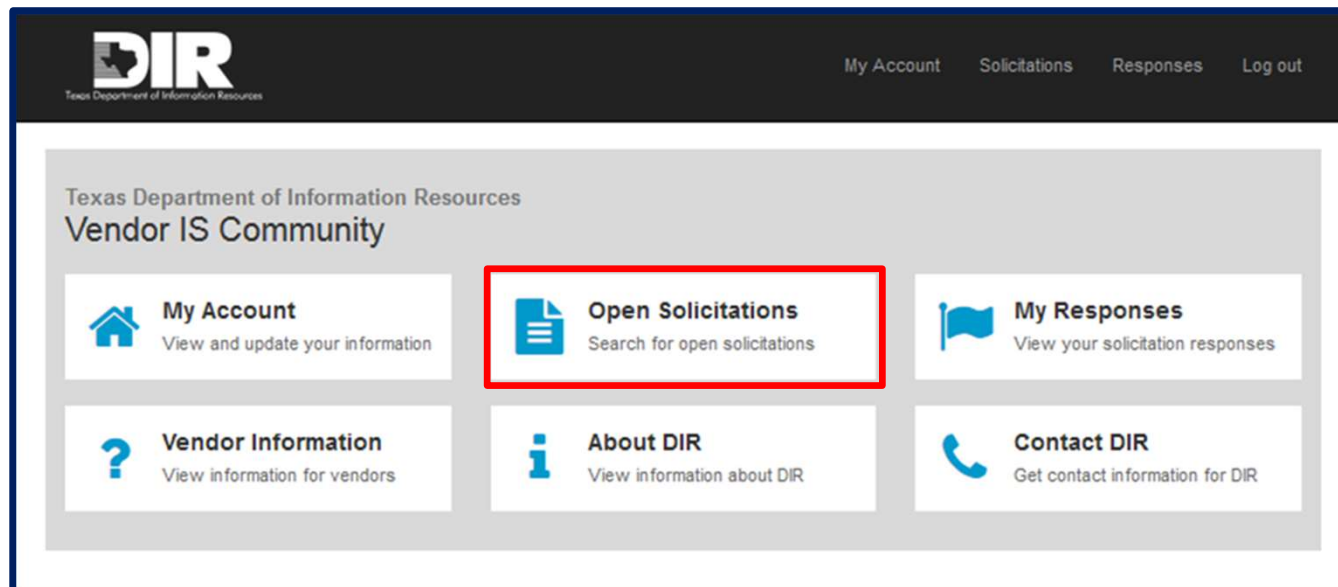 DIR
Texas Department of Information Resources
My Account Solicitations Responses Log out
Texas Department of Information Resources
Vendor IS Community
My Account
View and update your information
Open Solicitations
Search for open solicitations
My Responses
View your solicitation responses
Vendor Information
View information for vendors
About DIR
View information about DIR
Contact DIR
Get contact information for DIR